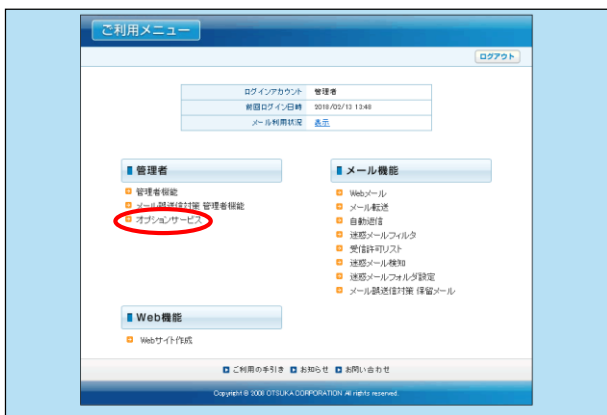 ご利用メニュー
ログアウト
ログインアカウント 管理者
前回ログイン日時 2018/02/13 13:48
メール利用状況 表示
管理者
管理者機能
メール誤送信対策 管理者機能
オプションサービス
メール機能
Webメール
メール転送
自動返信
迷惑メールフィルタ
受信許可リスト
迷惑メール検知
迷惑メールフォルダ設定
メール誤送信対策 保留メール
Web機能
Webサイト作成
ご利用の手引き お知らせ お問い合わせ
Copyright © 2008 OTSUKA CORPORATION All rights reserved.